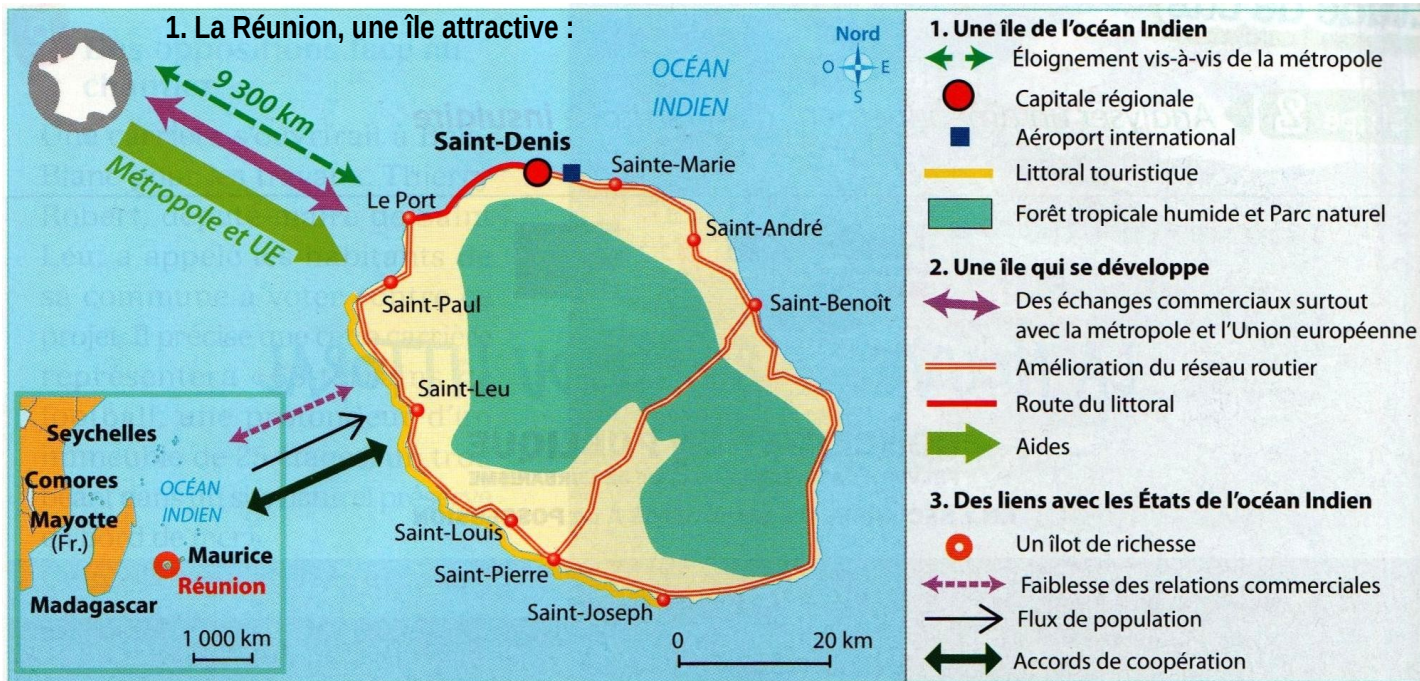 1. La Réunion, une île attractive :
Nord
O
E
S
OCÉAN
INDIEN
9 300 km
Métropole et UE
Saint-Denis
Sainte-Marie
Le Port
Saint-André
Saint-Paul
Saint-Benoît
Saint-Leu
Saint-Louis
Saint-Pierre
Saint-Joseph
0 20 km
Seychelles
Comores
OCÉAN
INDIEN
Mayotte
(Fr.)
Maurice
Réunion
Madagascar
1 000 km
1. Une île de l'océan Indien
Éloignement vis-à-vis de la métropole
Capitale régionale
Aéroport international
Littoral touristique
Forêt tropicale humide et Parc naturel
2. Une île qui se développe
Des échanges commerciaux surtout
avec la métropole et l'Union européenne
Amélioration du réseau routier
Route du littoral
Aides
3. Des liens avec les États de l'océan Indien
Un îlot de richesse
Faiblesse des relations commerciales
Flux de population
Accords de coopération